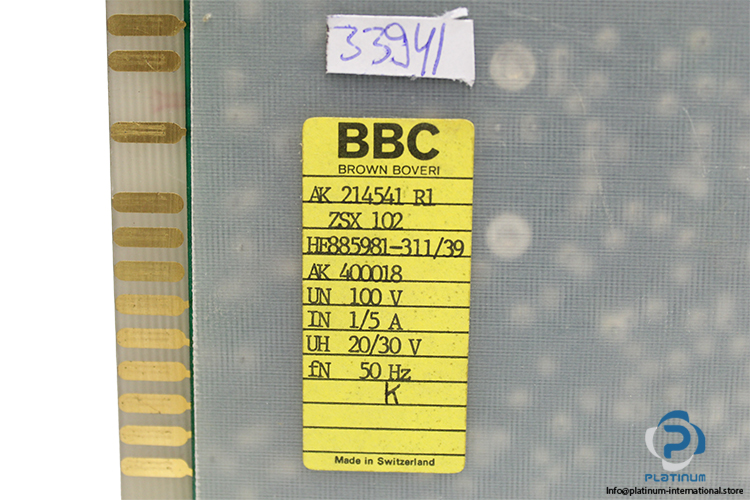 33941
BBC
BROWN BOVERI
AK 214541 R1
ZSX 102
HE885981-311/39
AK 400018
UN 100 V
IN 1/5 A
UH 20/30 V
fN 50 Hz
K
Made in Switzerland
PLATINUM
Info@platinum-international.store